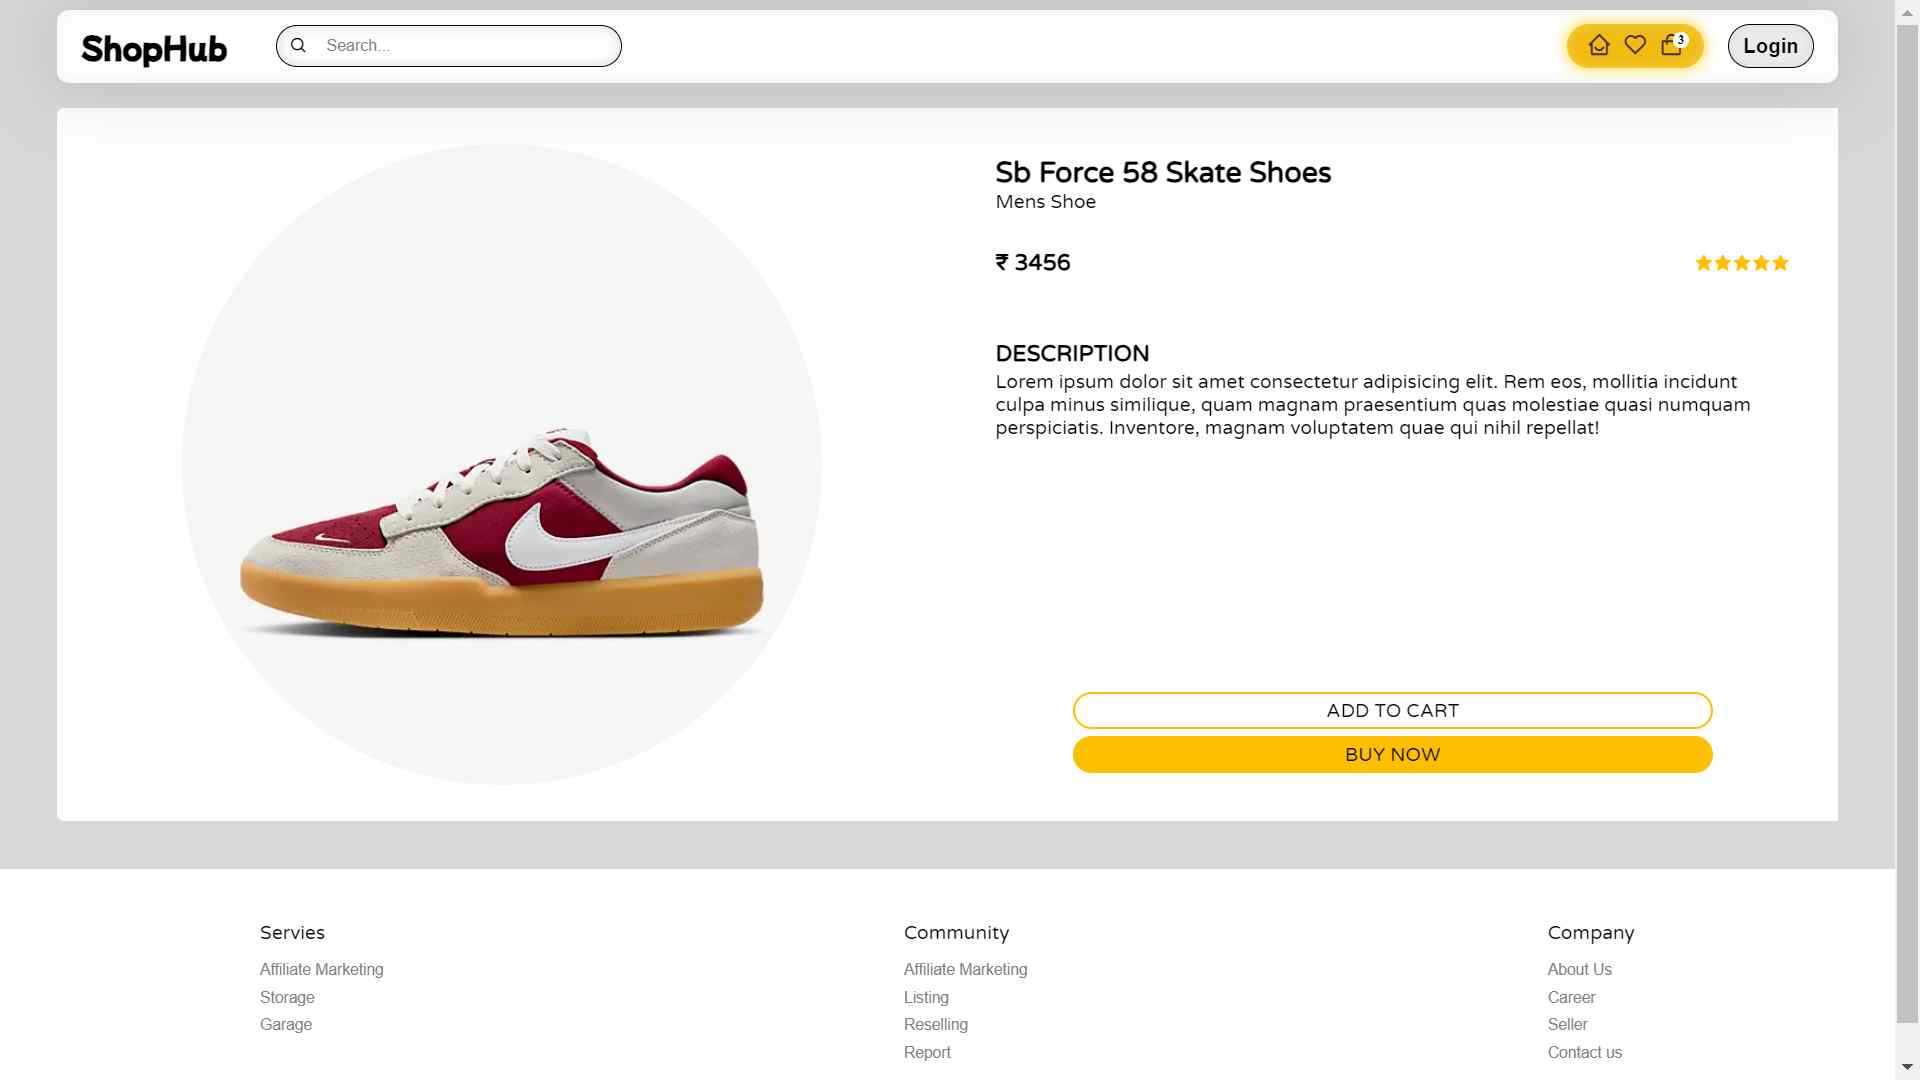 ShopHub
Search...
3
Login
Sb Force 58 Skate Shoes
Mens Shoe
₹ 3456
DESCRIPTION
Lorem ipsum dolor sit amet consectetur adipisicing elit. Rem eos, mollitia incidunt
culpa minus similique, quam magnam praesentium quas molestiae quasi numquam
perspiciatis. Inventore, magnam voluptatem quae qui nihil repellat!
ADD TO CART
BUY NOW
Servies
Affiliate Marketing
Storage
Garage
Community
Affiliate Marketing
Listing
Reselling
Report
Company
About Us
Career
Seller
Contact us